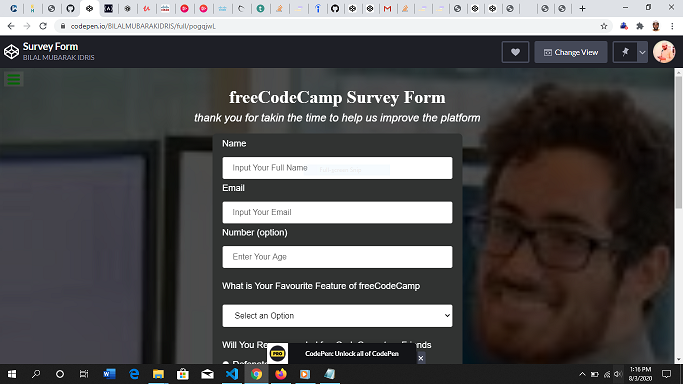 codepen.io/BILALMUBARAKIDRIS/full/pogqjwL
Survey Form
BILAL MUBARAK IDRIS
Change View
freeCodeCamp Survey Form
thank you for takin the time to help us improve the platform
Name
Input Your Full Name
Email
Input Your Email
Number (option)
Enter Your Age
What is Your Favourite Feature of freeCodeCamp
Select an Option
Will You
Friends
PRO
CodePen: Unlock all of CodePen
1:16 PM
8/3/2020